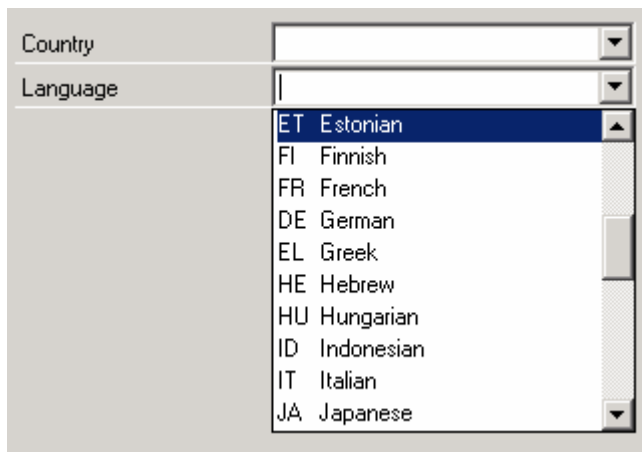 Country
Language
ET Estonian
FI Finnish
FR French
DE German
EL Greek
HE Hebrew
HU Hungarian
ID Indonesian
IT Italian
JA Japanese